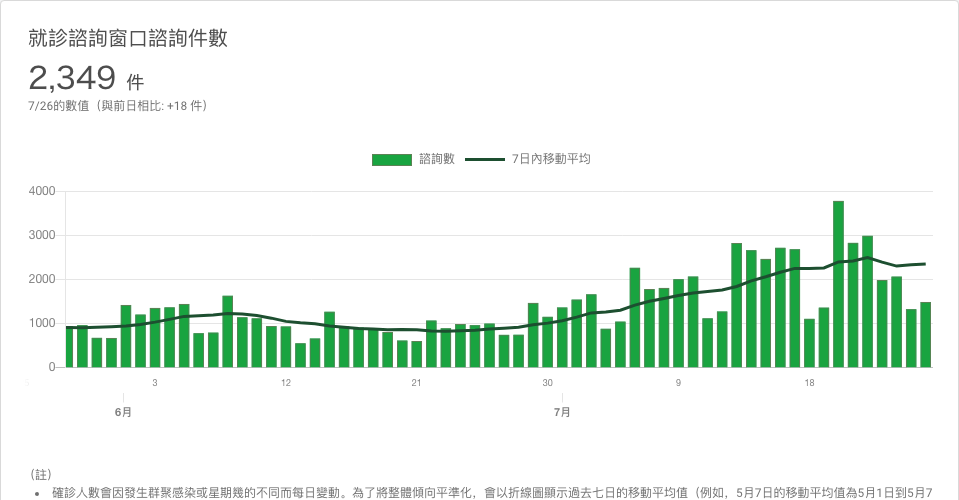 就診諮詢窗口諮詢件數
2,349 件
7/26的數值（與前日相比: +18 件）
諮詢數 7日內移動平均
4000
3000
2000
1000
0
3 12 21 30 9 18
6月 7月
（註）
• 確診人數會因發生群聚感染或星期幾的不同而每日變動。為了將整體傾向平準化，會以折線圖顯示過去七日的移動平均值（例如，5月7日的移動平均值為5月1日到5月7